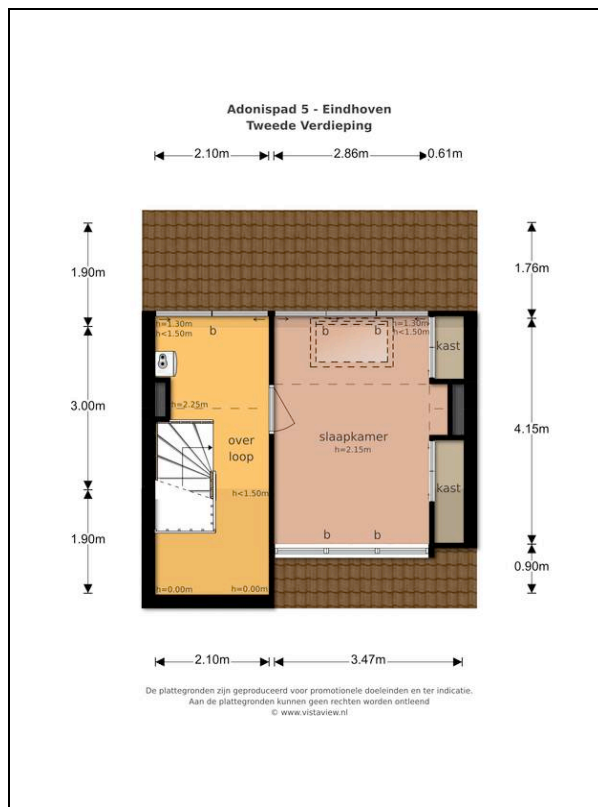 Adonispad 5 - Eindhoven
Tweede Verdieping
2.10m 2.86m 0.61m
1.90m
1.76m
h=1.30m
h<1.50m
b
b
b
h=1.30m
h<1.50m
kast
h=2.25m
3.00m
over
loop
slaapkamer
h=2.15m
4.15m
kast
h<1.50m
b
b
1.90m
0.90m
h=0.00m
h=0.00m
2.10m 3.47m
De plattegronden zijn geproduceerd voor promotionele doeleinden en ter indicatie.
Aan de plattegronden kunnen geen rechten worden ontleend
© www.vistaview.nl